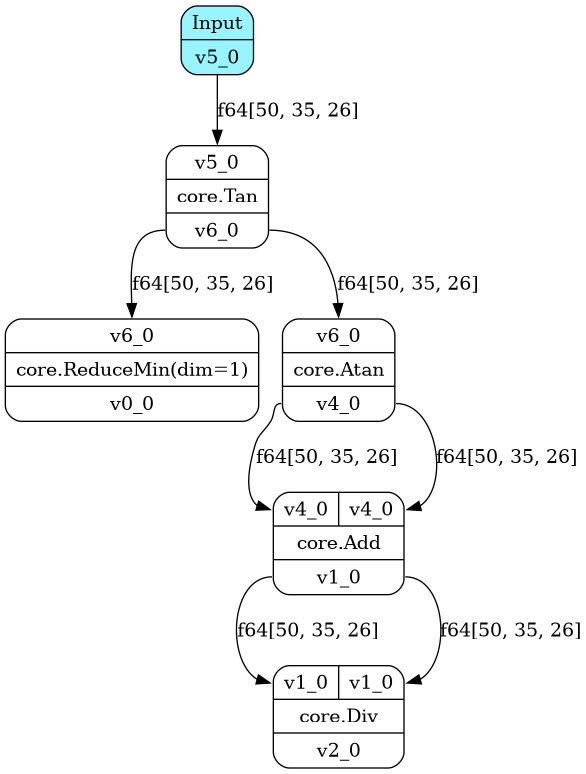 Input
v5_0
f64[50, 35, 26]
v5_0
core.Tan
v6_0
f64[50, 35, 26]
f64[50, 35, 26]
v6_0
core.ReduceMin(dim=1)
v0_0
v6_0
core.Atan
v4_0
f64[50, 35, 26]
f64[50, 35, 26]
v4_0 v4_0
core.Add
v1_0
f64[50, 35, 26]
f64[50, 35, 26]
v1_0 v1_0
core.Div
v2_0